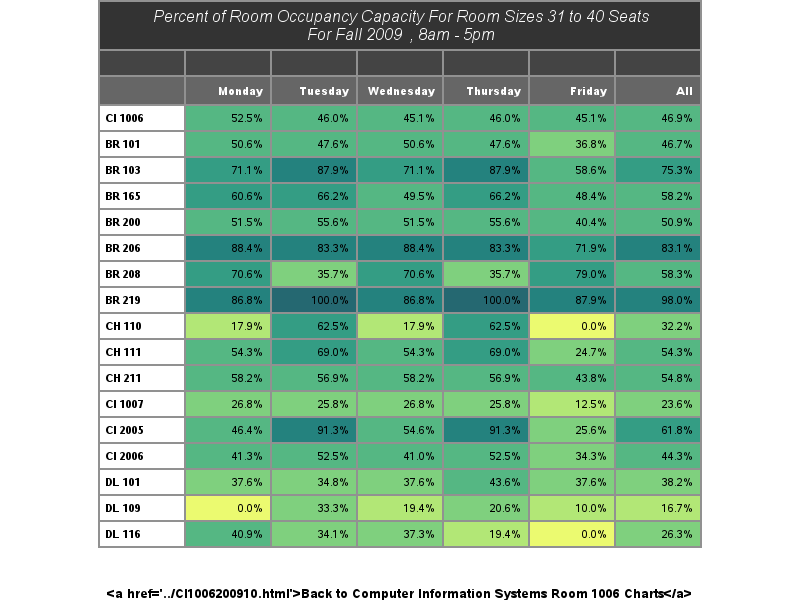 Percent of Room Occupancy Capacity For Room Sizes 31 to 40 Seats
For Fall 2009 , 8am - 5pm
Monday Tuesday Wednesday Thursday Friday All
CI 1006 52.5% 46.0% 45.1% 46.0% 45.1% 46.9%
BR 101 50.6% 47.6% 50.6% 47.6% 36.8% 46.7%
BR 103 71.1% 87.9% 71.1% 87.9% 58.6% 75.3%
BR 165 60.6% 66.2% 49.5% 66.2% 48.4% 58.2%
BR 200 51.5% 55.6% 51.5% 55.6% 40.4% 50.9%
BR 206 88.4% 83.3% 88.4% 83.3% 71.9% 83.1%
BR 208 70.6% 35.7% 70.6% 35.7% 79.0% 58.3%
BR 219 86.8% 100.0% 86.8% 100.0% 87.9% 98.0%
CH 110 17.9% 62.5% 17.9% 62.5% 0.0% 32.2%
CH 111 54.3% 69.0% 54.3% 69.0% 24.7% 54.3%
CH 211 58.2% 56.9% 58.2% 56.9% 43.8% 54.8%
CI 1007 26.8% 25.8% 26.8% 25.8% 12.5% 23.6%
CI 2005 46.4% 91.3% 54.6% 91.3% 25.6% 61.8%
CI 2006 41.3% 52.5% 41.0% 52.5% 34.3% 44.3%
DL 101 37.6% 34.8% 37.6% 43.6% 37.6% 38.2%
DL 109 0.0% 33.3% 19.4% 20.6% 10.0% 16.7%
DL 116 40.9% 34.1% 37.3% 19.4% 0.0% 26.3%
<a href='../CI1006200910.html'>Back to Computer Information Systems Room 1006 Charts</a>